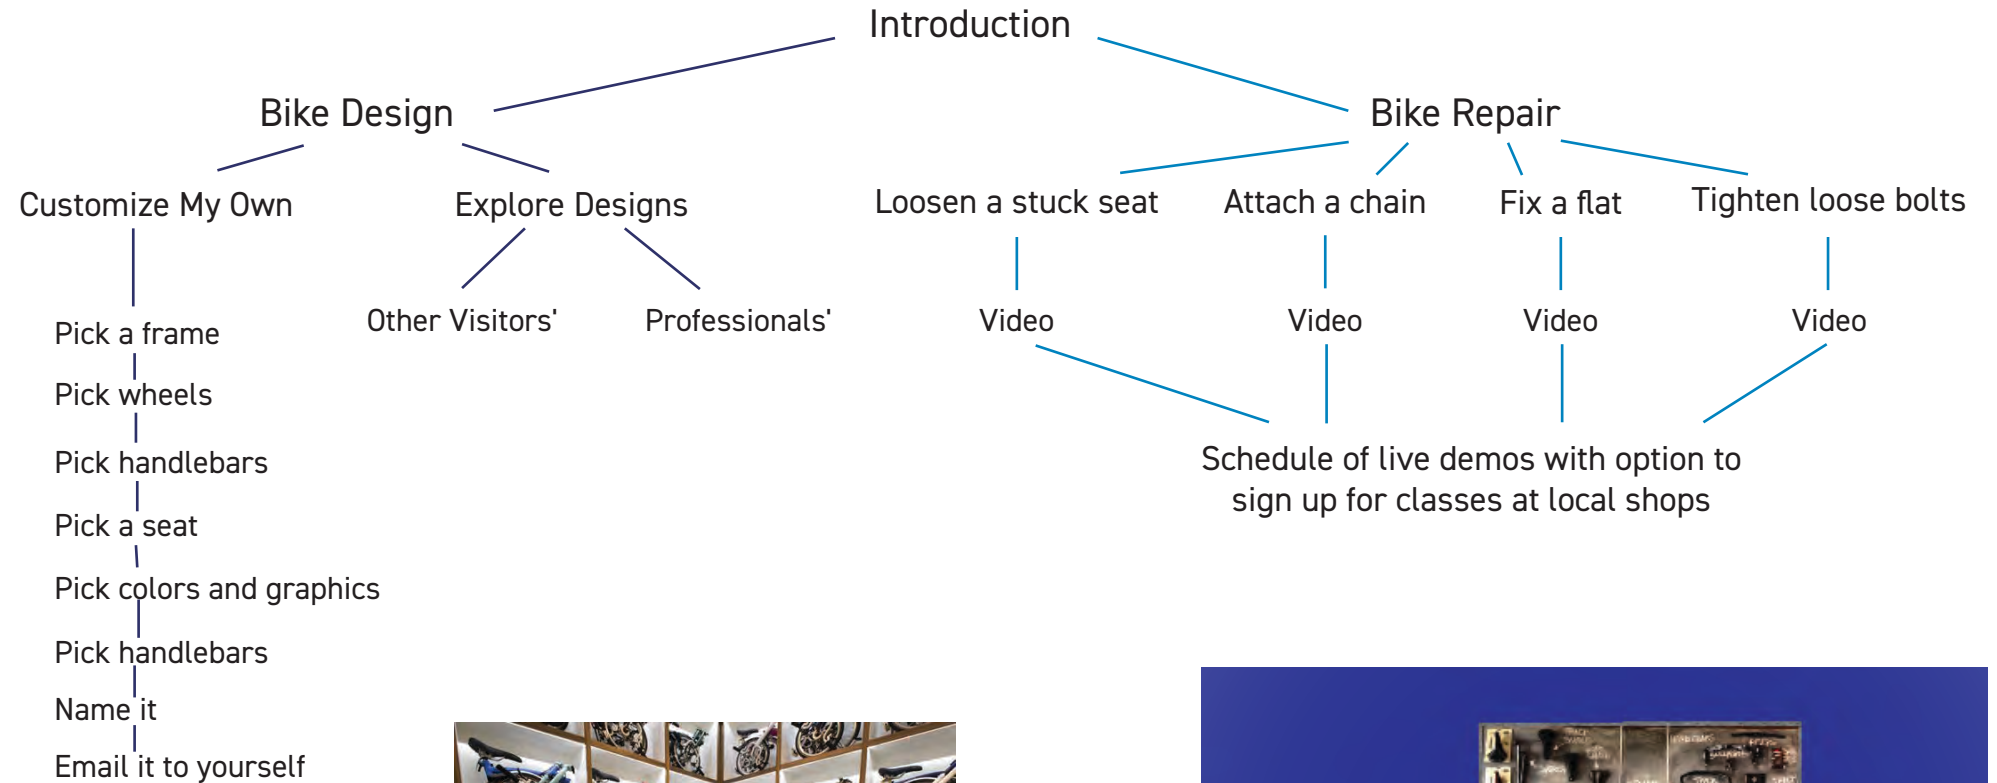 Introduction
Bike Design
Bike Repair
Customize My Own
Explore Designs
Loosen a stuck seat
Attach a chain
Fix a flat
Tighten loose bolts
Other Visitors'
Professionals'
Video
Video
Video
Video
Pick a frame
Pick wheels
Pick handlebars
Pick a seat
Pick colors and graphics
Pick handlebars
Name it
Email it to yourself
Schedule of live demos with option to
sign up for classes at local shops